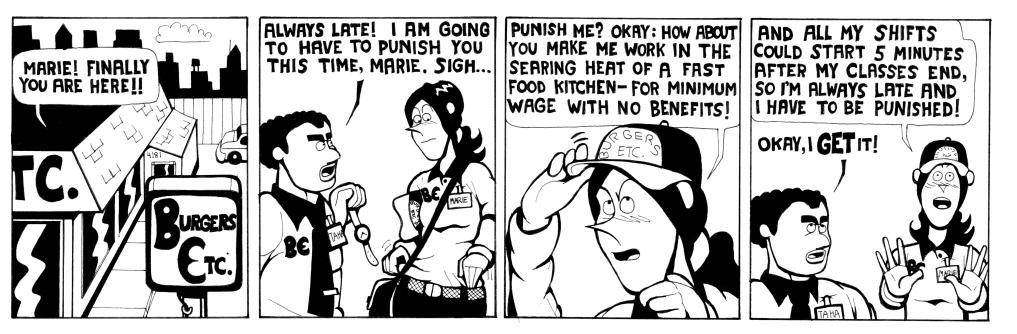 MARIE! FINALLY
YOU ARE HERE!!
TC.
4181
BURGERS
ETC.
ALWAYS LATE! I AM GOING
TO HAVE TO PUNISH YOU
THIS TIME, MARIE. SIGH...
BE
TAHA
BE
MARIE
PUNISH ME? OKAY: HOW ABOUT
YOU MAKE ME WORK IN THE
SEARING HEAT OF A FAST
FOOD KITCHEN—FOR MINIMUM
WAGE WITH NO BENEFITS!
BURGERS
ETC.
AND ALL MY SHIFTS
COULD START 5 MINUTES
AFTER MY CLASSES END,
SO I'M ALWAYS LATE AND
I HAVE TO BE PUNISHED!
OKAY, I GET IT!
TAHA
MARIE